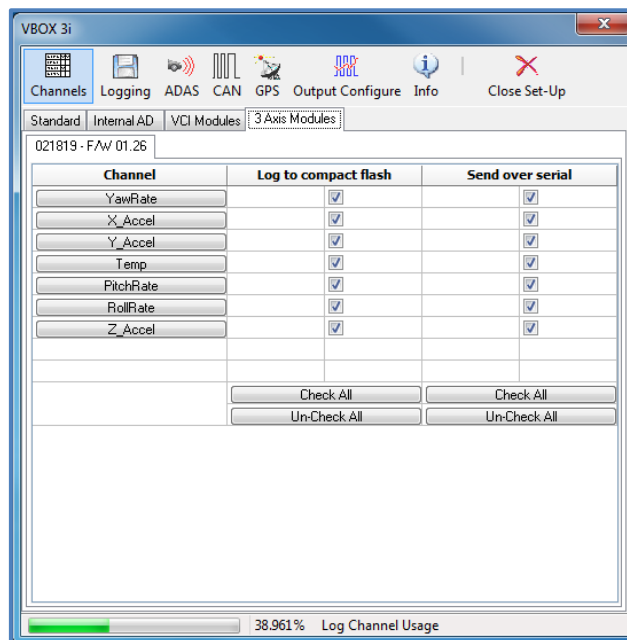 VBOX 3i
Channels Logging ADAS CAN GPS Output Configure Info Close Set-Up
Standard Internal AD VCI Modules 3 Axis Modules
021819 - F/W 01.26
Channel Log to compact flash Send over serial
YawRate
X_Accel
Y_Accel
Temp
PitchRate
RollRate
Z_Accel
Check All Check All
Un-Check All Un-Check All
38.961% Log Channel Usage